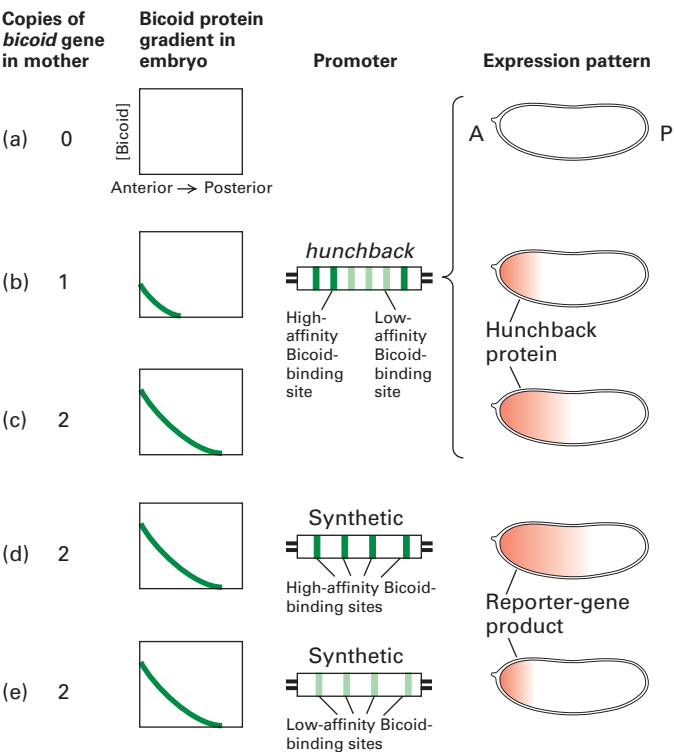 Copies of
bicoid gene
in mother
Bicoid protein
gradient in
embryo
Promoter
Expression pattern
(a) 0
[Bicoid]
Anterior → Posterior
A
P
(b) 1
hunchback
High-
affinity
Bicoid-
binding
site
Low-
affinity
Bicoid-
binding
site
Hunchback
protein
(c) 2
(d) 2
Synthetic
High-affinity Bicoid-
binding sites
Reporter-gene
product
(e) 2
Synthetic
Low-affinity Bicoid-
binding sites